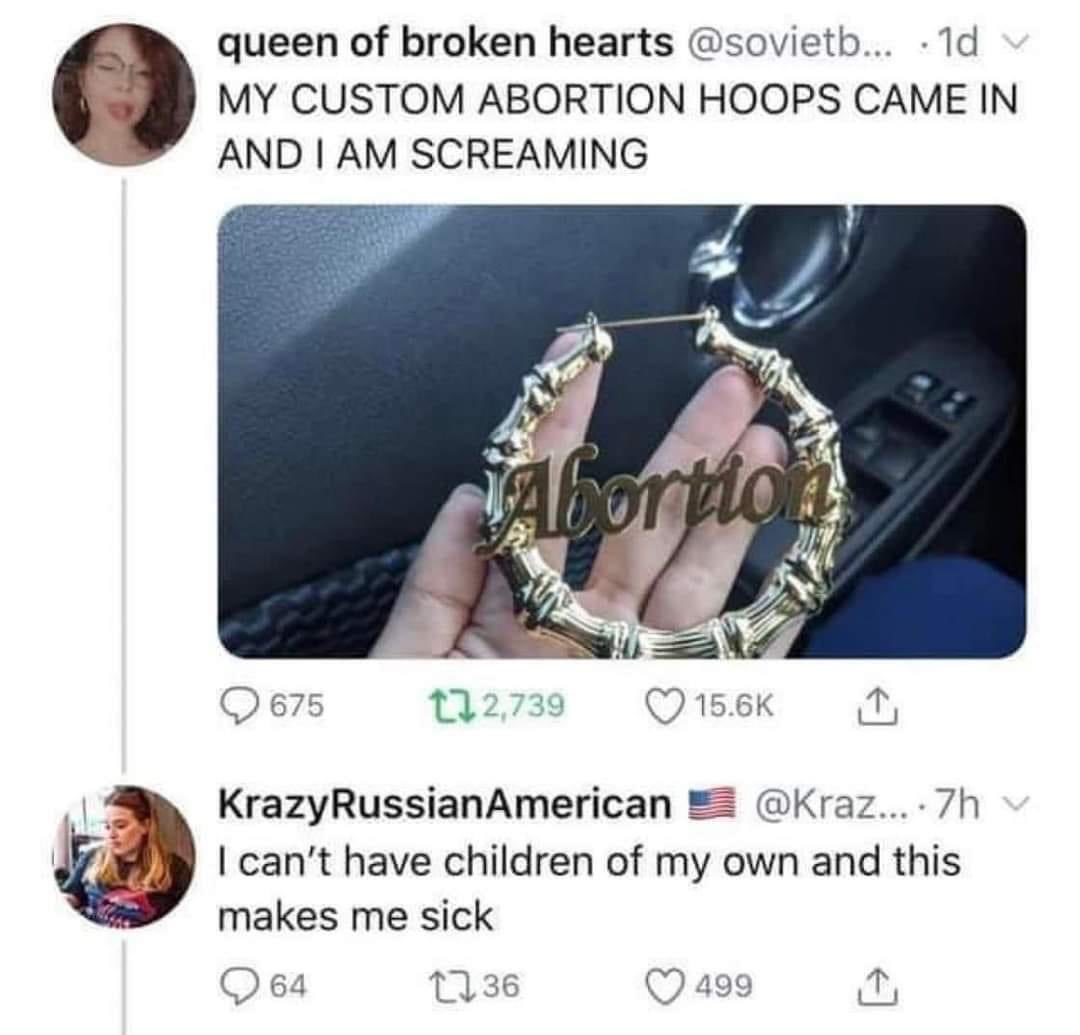 queen of broken hearts @sovietb... · 1d
MY CUSTOM ABORTION HOOPS CAME IN
AND I AM SCREAMING
Abortion
675 2,739 15.6K
KrazyRussianAmerican 🇺🇸 @Kraz... · 7h
I can't have children of my own and this
makes me sick
64 36 499